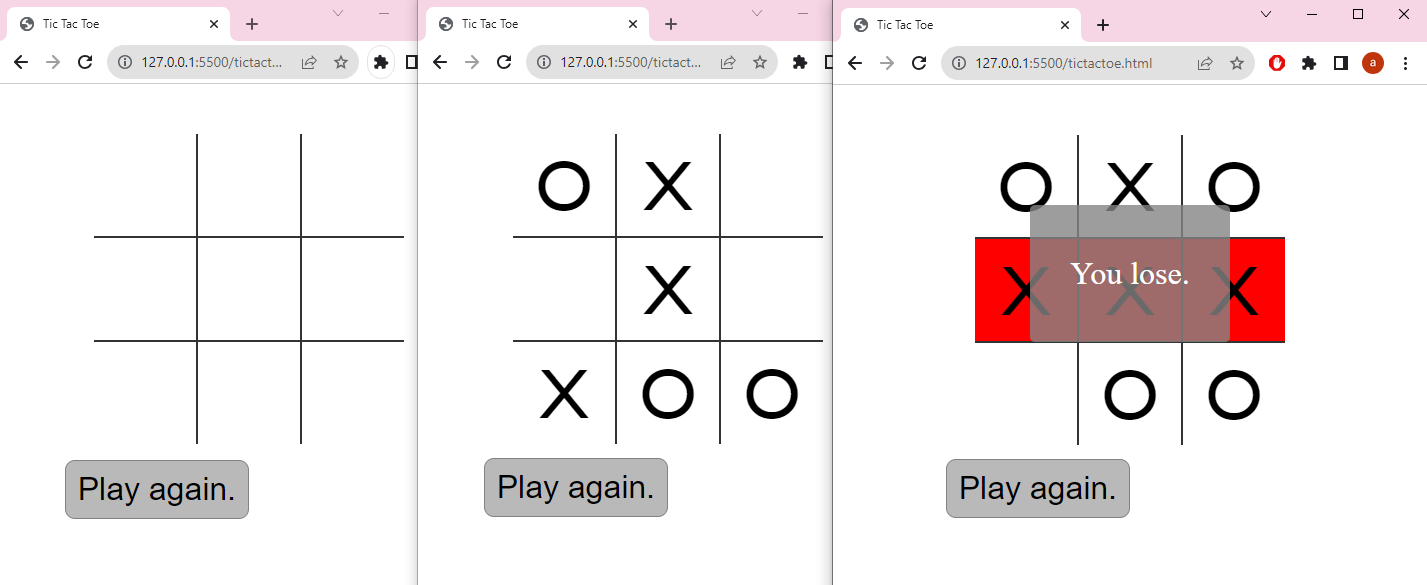 Tic Tac Toe
127.0.0.1:5500/tictact...
Play again.
Tic Tac Toe
127.0.0.1:5500/tictact...
O X
X
X O O
Play again.
Tic Tac Toe
127.0.0.1:5500/tictactoe.html
a
O X O
X X X
You lose.
O O
Play again.